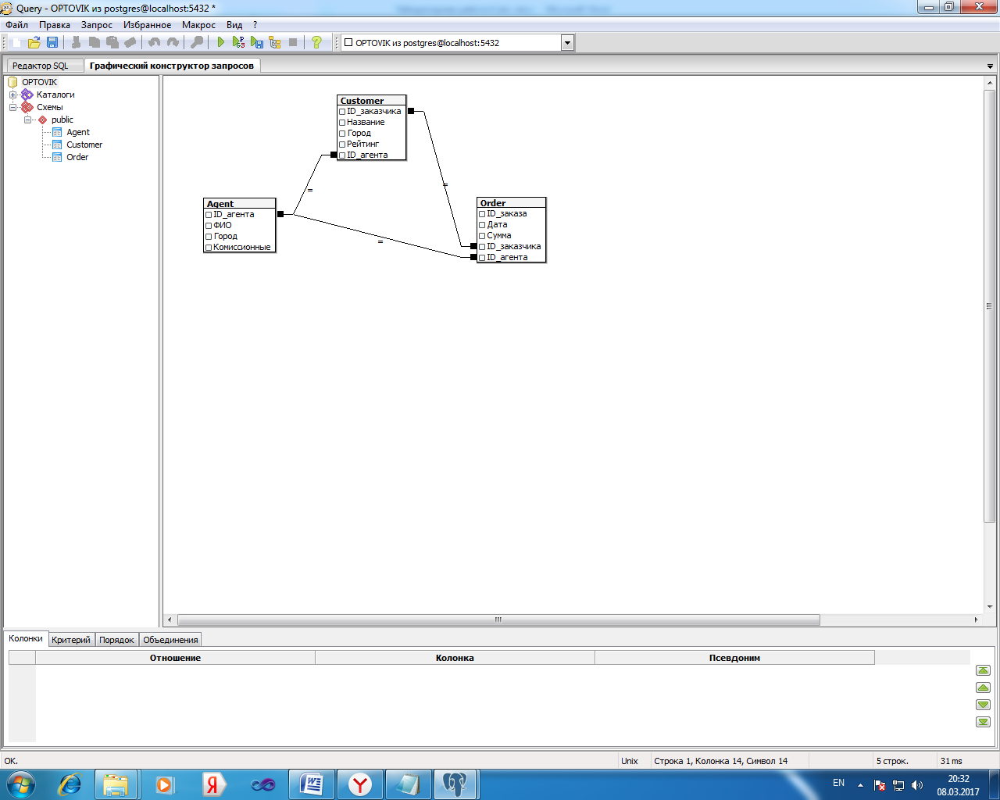 Query - OPTOVIK из postgres@localhost:5432 *
Файл Правка Запрос Избранное Макрос Вид ?
OPTOVIK из postgres@localhost:5432
Редактор SQL Графический конструктор запросов
OPTOVIK
Каталоги
Схемы
public
Agent
Customer
Order
Customer
ID_заказчика
Название
Город
Рейтинг
ID_агента
=
=
=
Agent
ID_агента
ФИО
Город
Комиссионные
Order
ID_заказа
Дата
Сумма
ID_заказчика
ID_агента
Колонки Критерий Порядок Объединения
Отношение Колонка Псевдоним
OK. Unix Строка 1, Колонка 14, Символ 14 5 строк. 31 ms
EN 20:32
08.03.2017